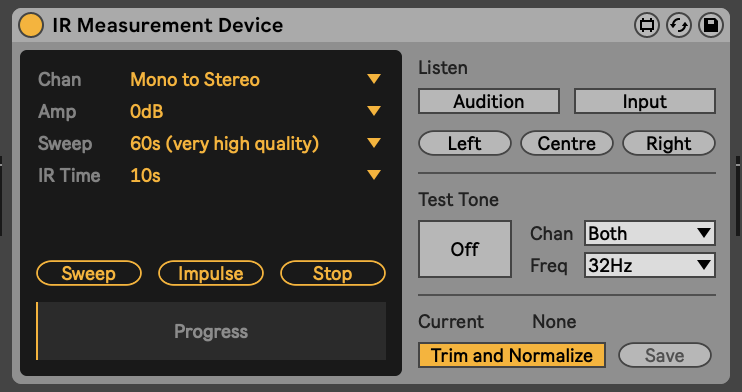 IR Measurement Device
Chan Mono to Stereo
Amp 0dB
Sweep 60s (very high quality)
IR Time 10s
Sweep Impulse Stop
Progress
Listen
Audition Input
Left Centre Right
Test Tone
Off
Chan Both
Freq 32Hz
Current None
Trim and Normalize Save